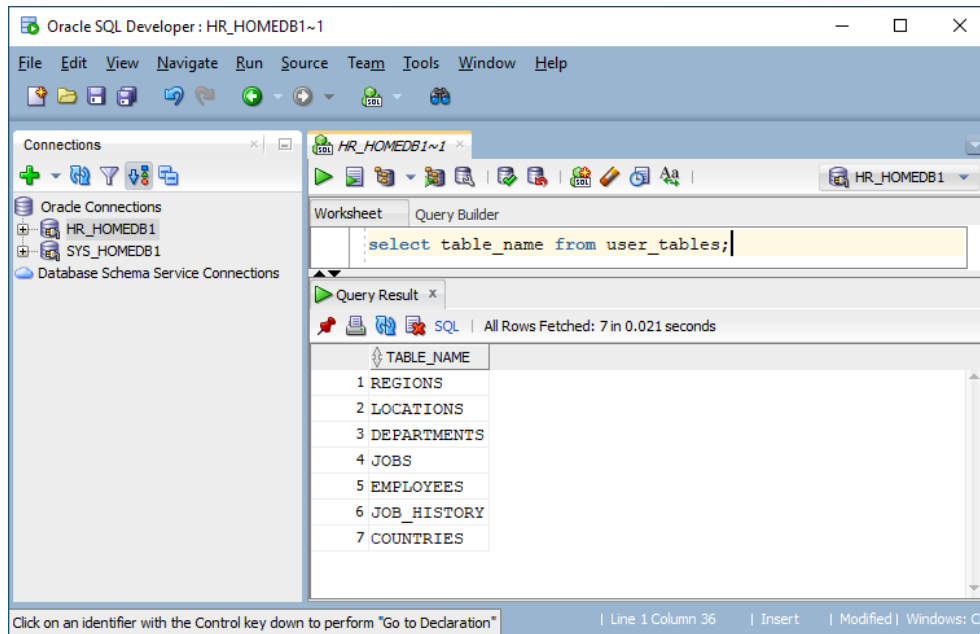 Oracle SQL Developer : HR_HOMEDB1~1
File Edit View Navigate Run Source Team Tools Window Help
Connections
Oracle Connections
HR_HOMEDB1
SYS_HOMEDB1
Database Schema Service Connections
HR_HOMEDB1~1
HR_HOMEDB1
Worksheet Query Builder
select table_name from user_tables;
Query Result x
SQL | All Rows Fetched: 7 in 0.021 seconds
TABLE_NAME
1 REGIONS
2 LOCATIONS
3 DEPARTMENTS
4 JOBS
5 EMPLOYEES
6 JOB_HISTORY
7 COUNTRIES
Click on an identifier with the Control key down to perform "Go to Declaration"
| Line 1 Column 36 | Insert | Modified | Windows: C